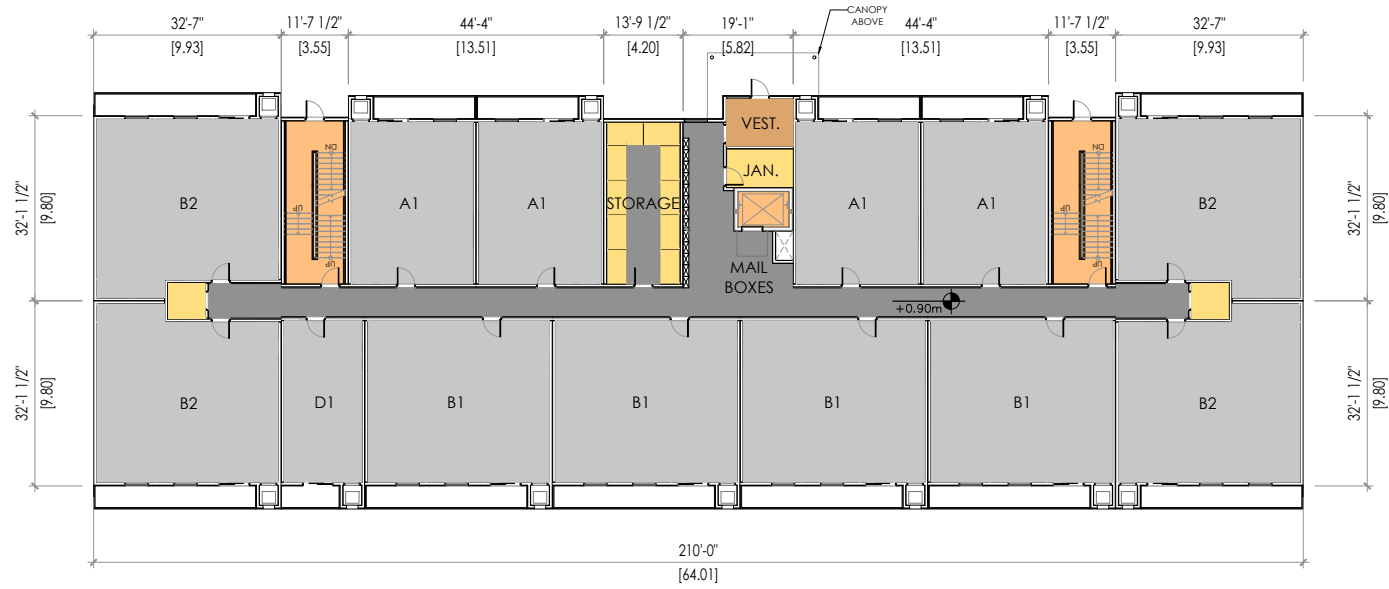 CANOPY
ABOVE
32'-7"
11'-7 1/2"
44'-4"
13'-9 1/2"
19'-1"
44'-4"
11'-7 1/2"
32'-7"
[9.93]
[3.55]
[13.51]
[4.20]
[5.82]
[13.51]
[3.55]
[9.93]
VEST.
DN
DN
JAN.
32'-1 1/2"
[9.80]
B2
UP
A1
A1
STORAGE
A1
A1
UP
B2
32'-1 1/2"
[9.80]
UP
UP
MAIL
BOXES
+0.90m
32'-1 1/2"
[9.80]
B2
D1
B1
B1
B1
B1
B2
32'-1 1/2"
[9.80]
210'-0"
[64.01]